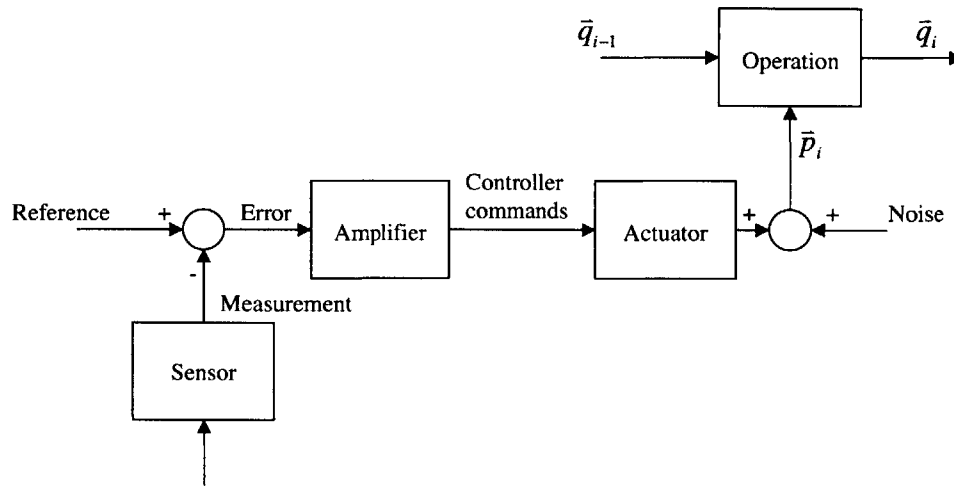 q⃗ᵢ₋₁
Operation
q⃗ᵢ
p⃗ᵢ
Reference
+
Error
Amplifier
Controller
commands
Actuator
+
+
Noise
-
Measurement
Sensor